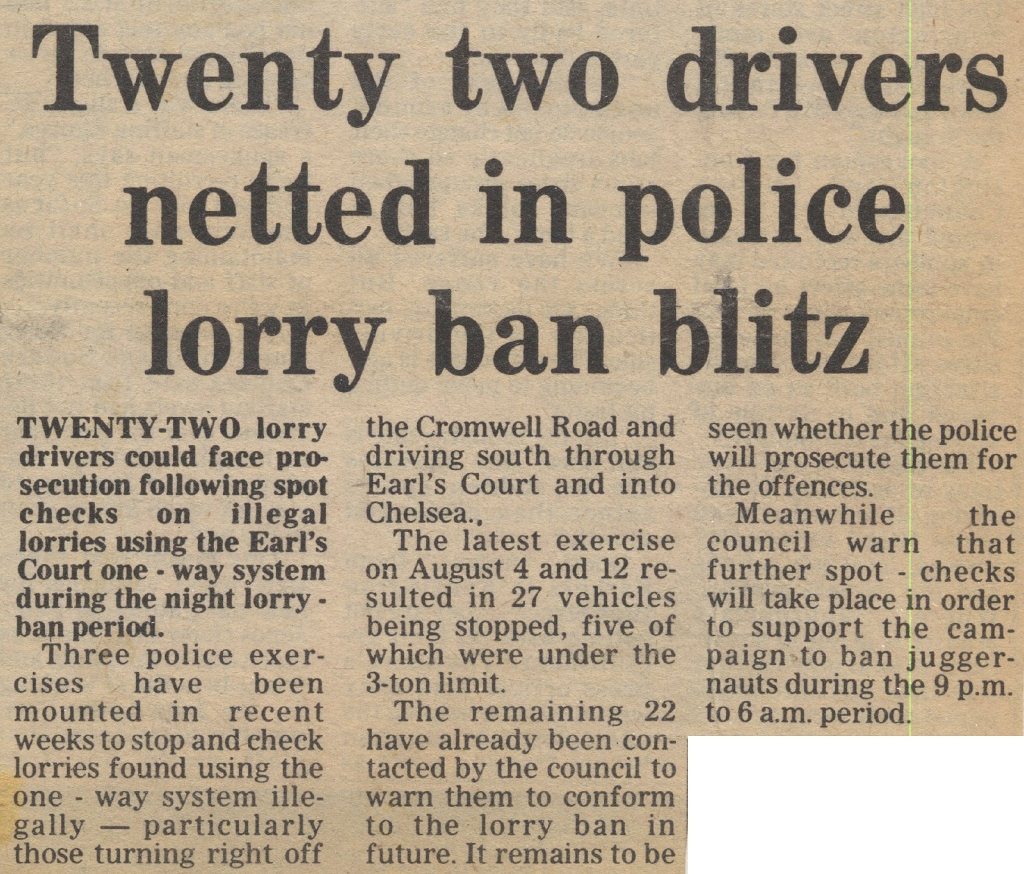 Twenty two drivers
netted in police
lorry ban blitz
TWENTY-TWO lorry
drivers could face pro-
secution following spot
checks on illegal
lorries using the Earl's
Court one - way system
during the night lorry -
ban period.
Three police exer-
cises have been
mounted in recent
weeks to stop and check
lorries found using the
one - way system ille-
gally — particularly
those turning right off
the Cromwell Road and
driving south through
Earl's Court and into
Chelsea.,
The latest exercise
on August 4 and 12 re-
sulted in 27 vehicles
being stopped, five of
which were under the
3-ton limit.
The remaining 22
have already been con-
tacted by the council to
warn them to conform
to the lorry ban in
future. It remains to be
seen whether the police
will prosecute them for
the offences.
Meanwhile the
council warn that
further spot - checks
will take place in order
to support the cam-
paign to ban jugger-
nauts during the 9 p.m.
to 6 a.m. period.